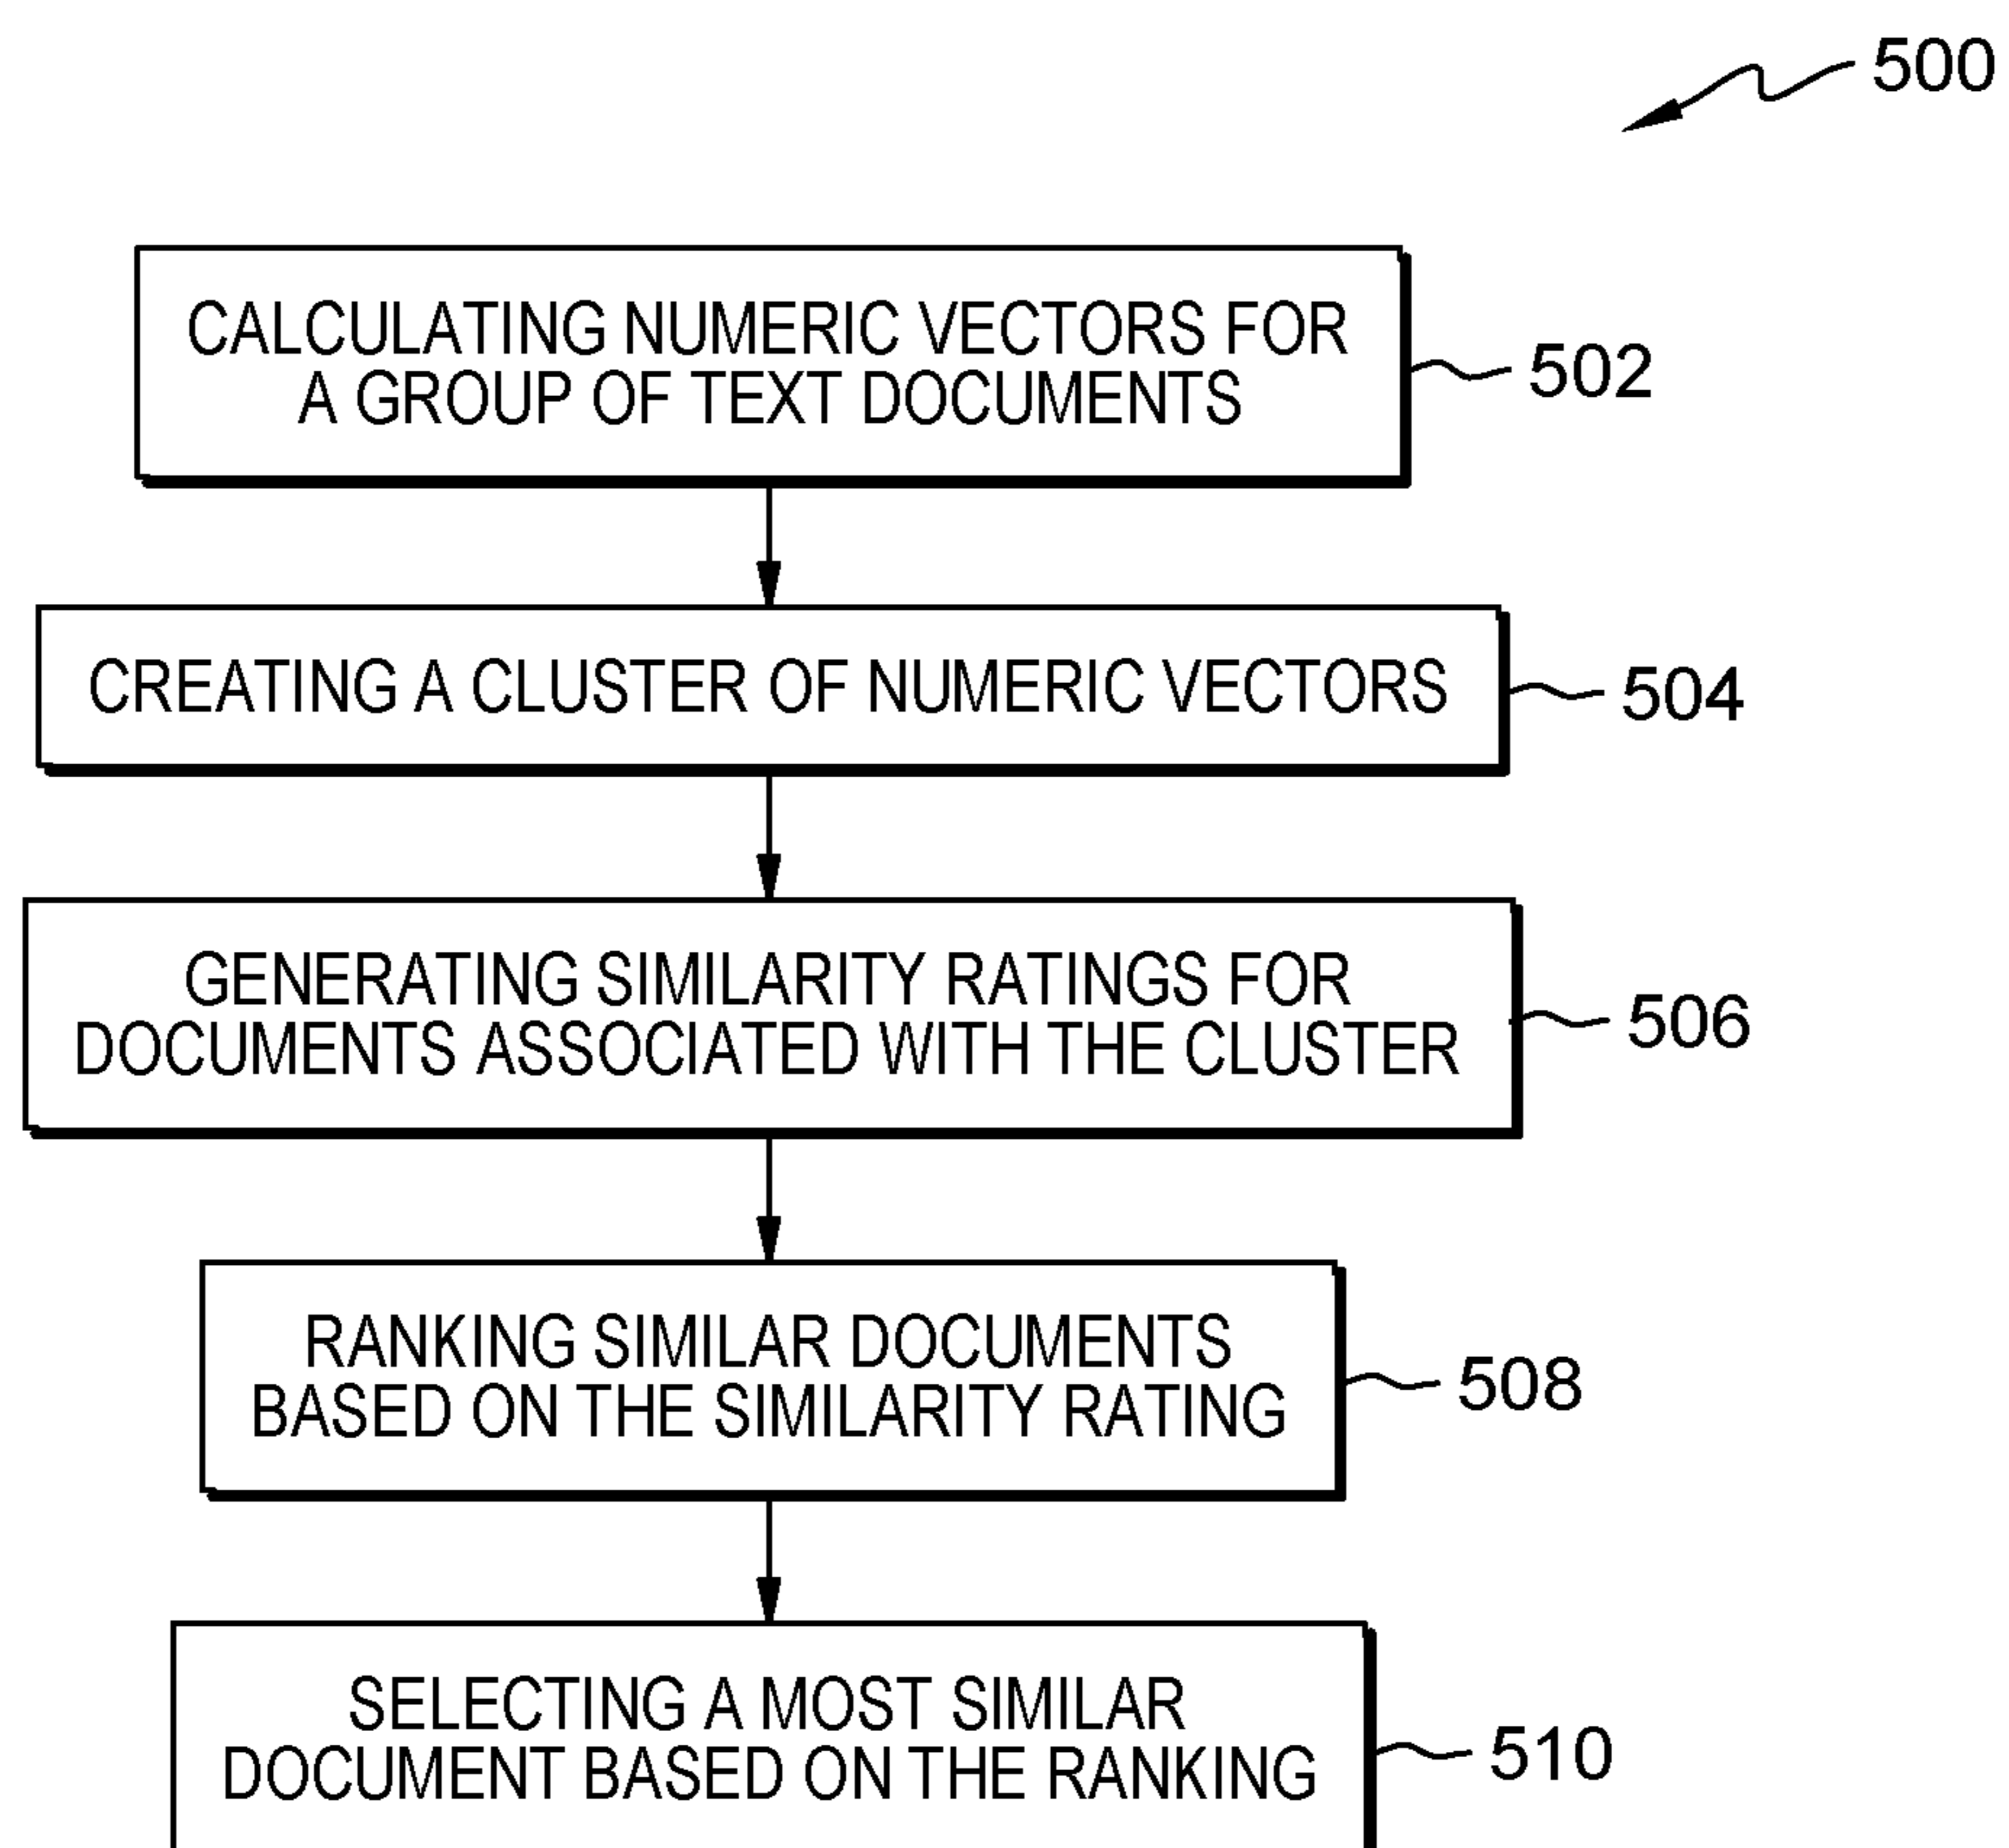 500
CALCULATING NUMERIC VECTORS FOR
A GROUP OF TEXT DOCUMENTS
502
CREATING A CLUSTER OF NUMERIC VECTORS
504
GENERATING SIMILARITY RATINGS FOR
DOCUMENTS ASSOCIATED WITH THE CLUSTER
506
RANKING SIMILAR DOCUMENTS
BASED ON THE SIMILARITY RATING
508
SELECTING A MOST SIMILAR
DOCUMENT BASED ON THE RANKING
510